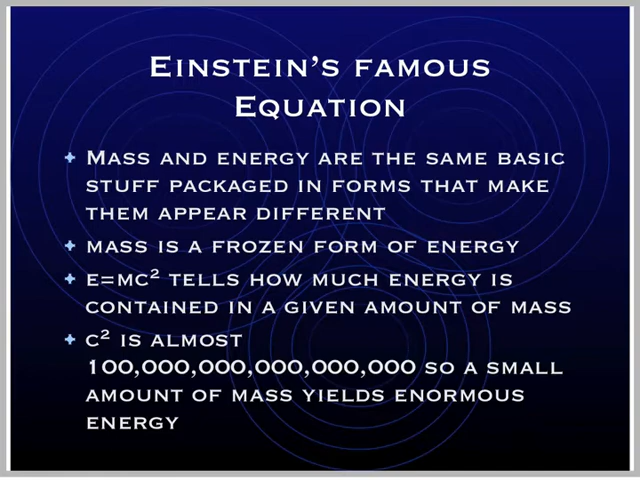 Einstein's famous
Equation
Mass and energy are the same basic
stuff packaged in forms that make
them appear different
mass is a frozen form of energy
e=mc² tells how much energy is
contained in a given amount of mass
c² is almost
100,000,000,000,000,000 so a small
amount of mass yields enormous
energy